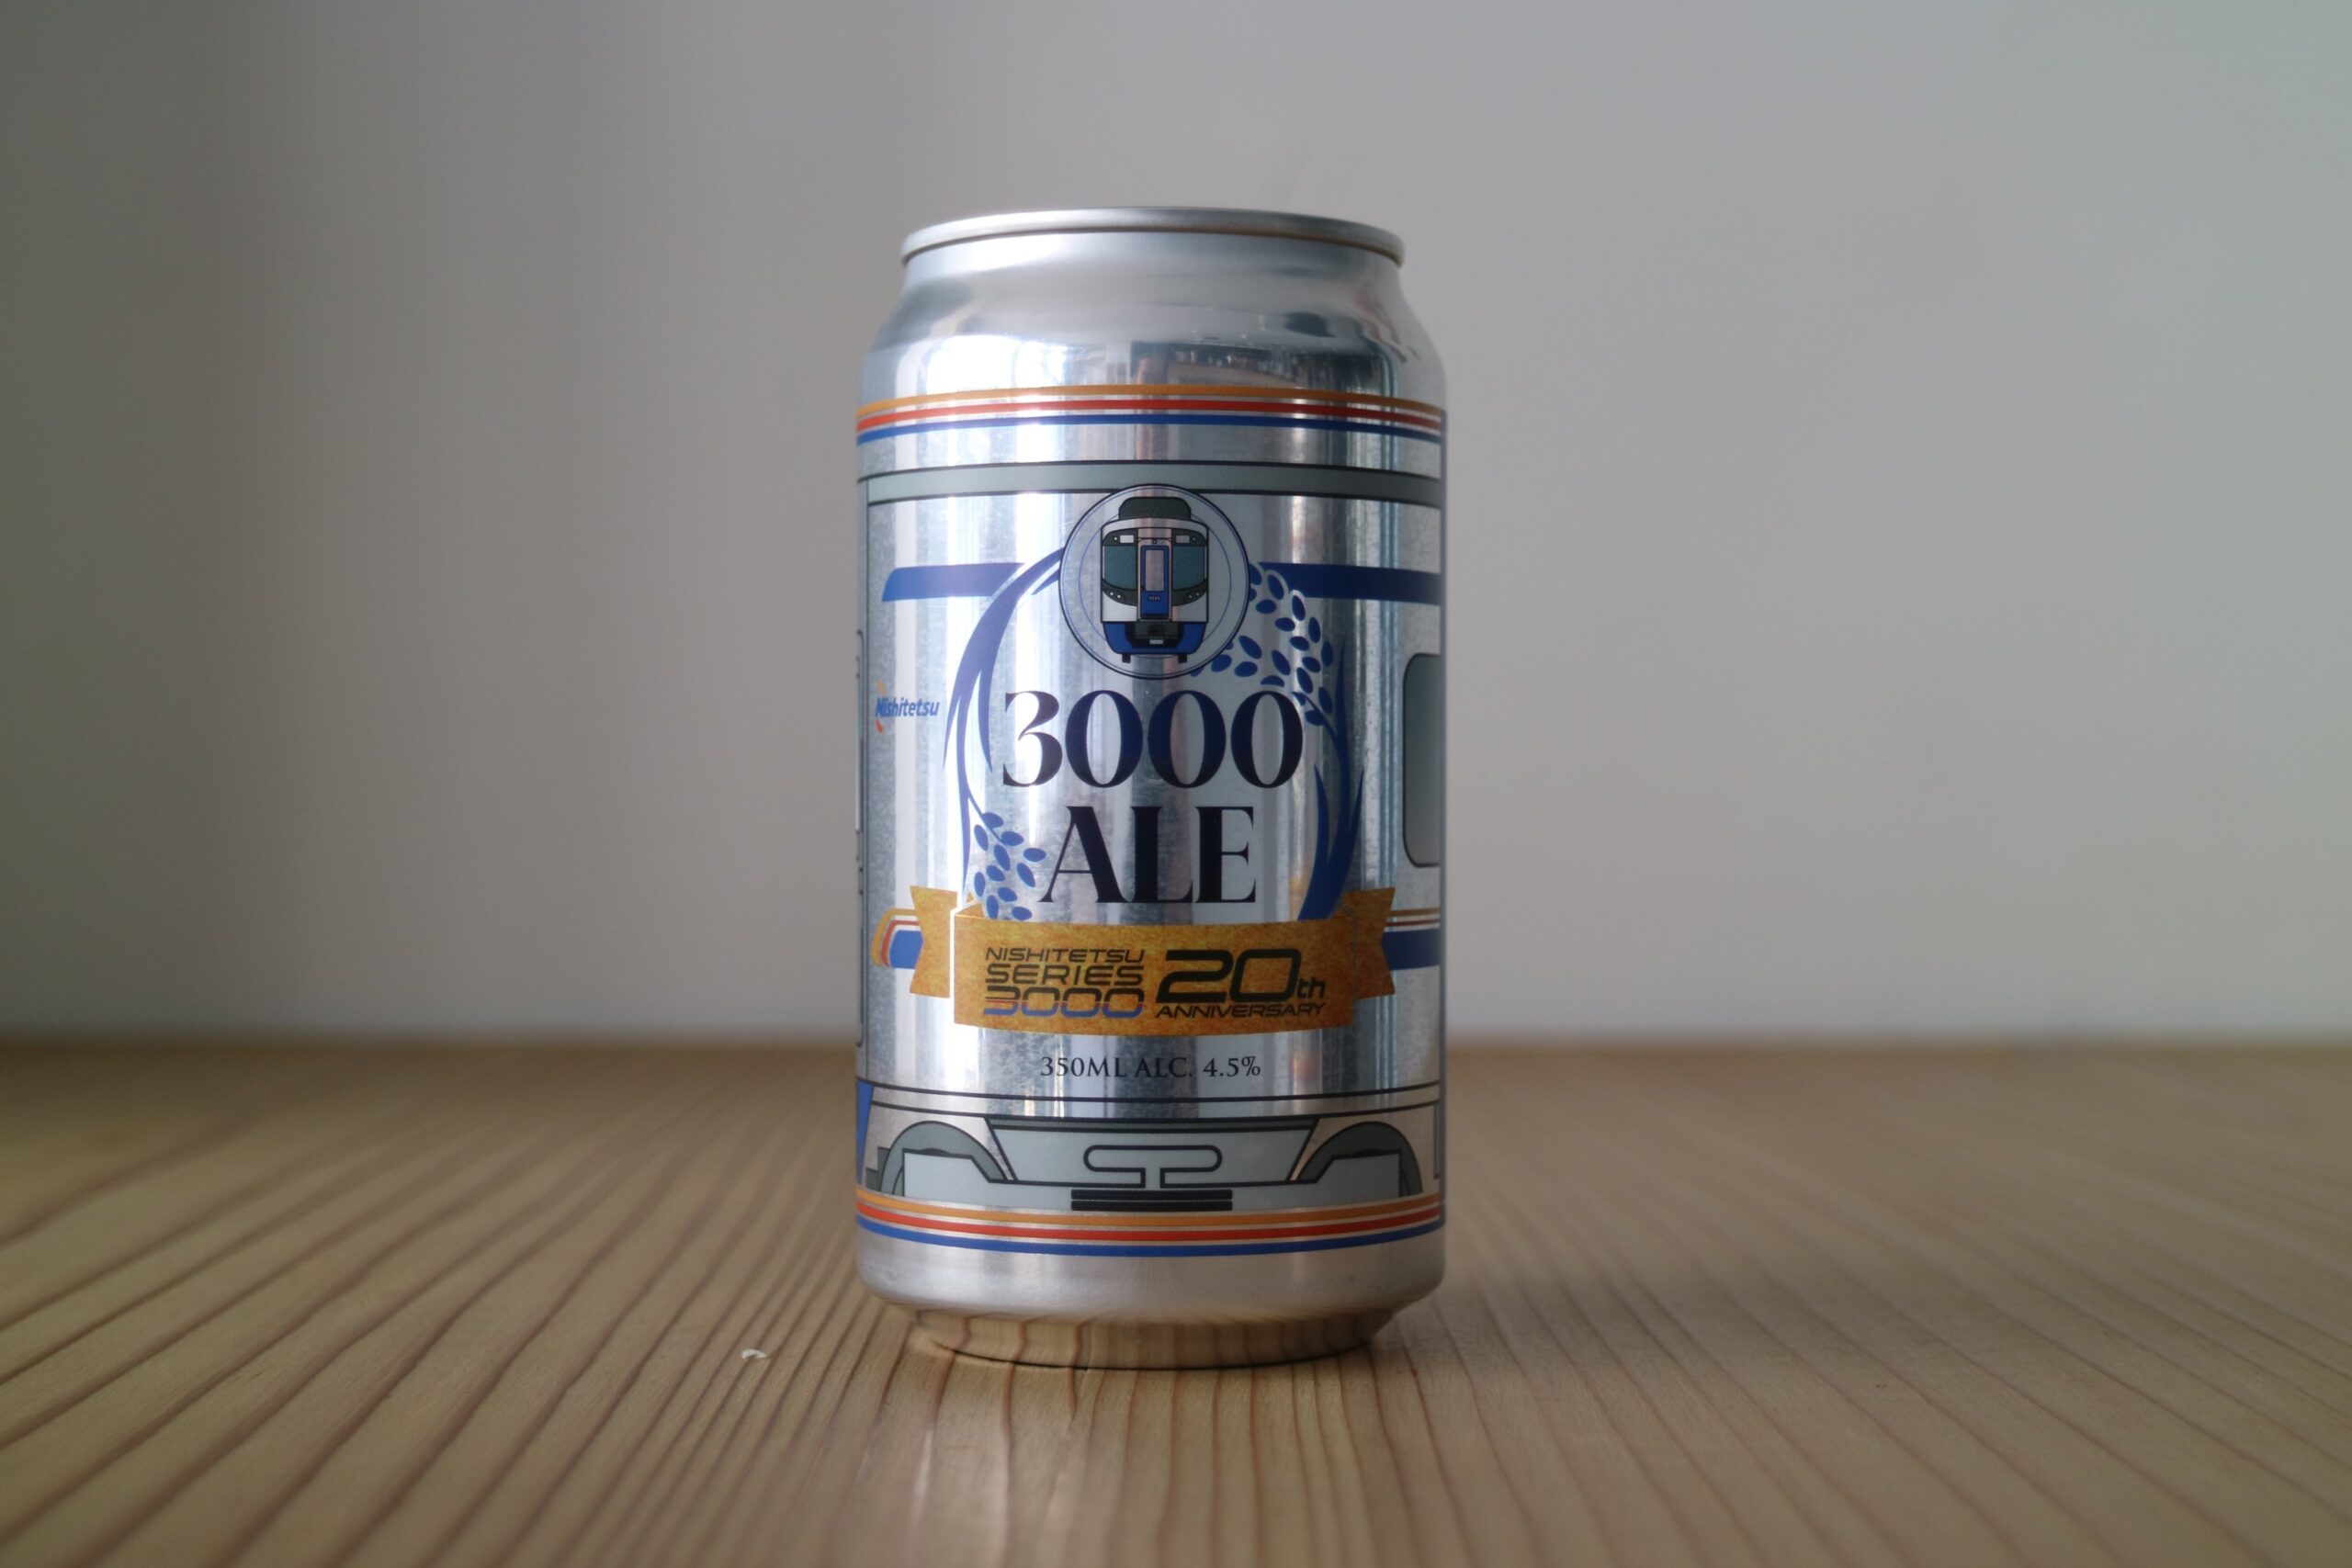 Nishitetsu
3000
ALE
NISHITETSU
SERIES
3000
20th
ANNIVERSARY
350ML ALC. 4.5%